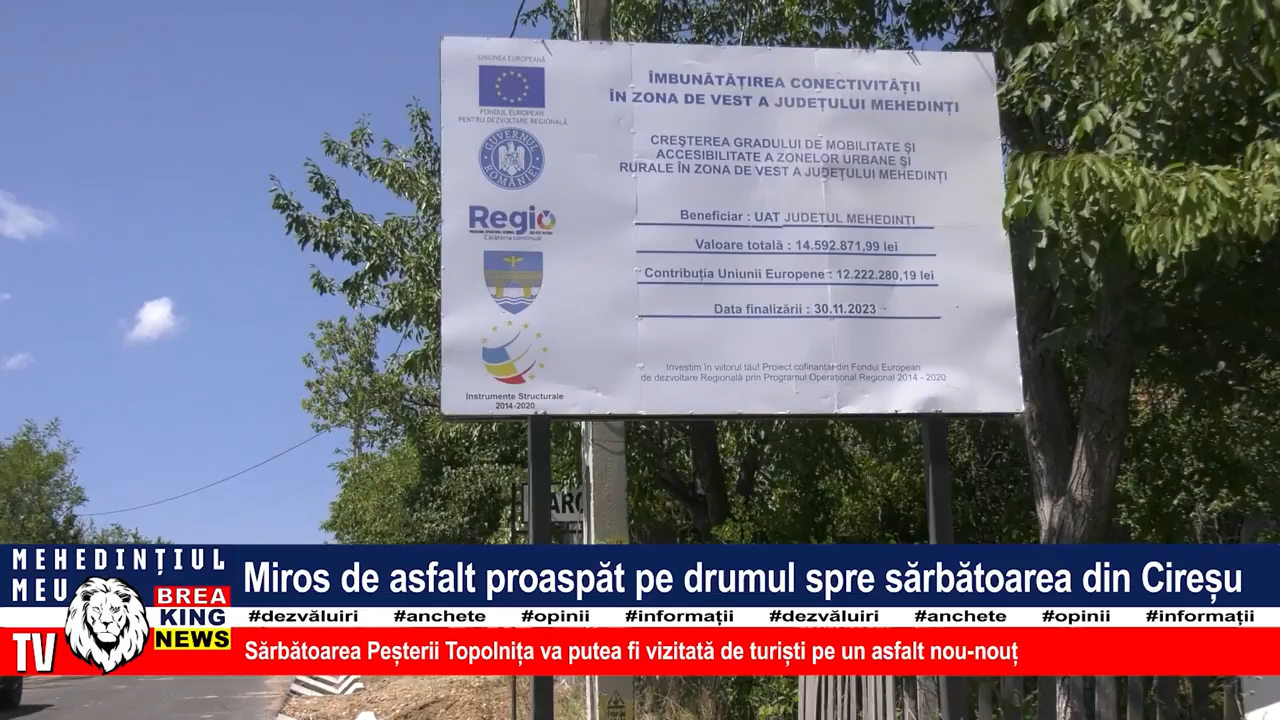 UNIUNEA EUROPEANĂ
FONDUL EUROPEAN
PENTRU DEZVOLTARE REGIONALĂ
GUVERNUL ROMÂNIEI
Regio
Călătoria continuă!
Instrumente Structurale
2014-2020
ÎMBUNĂTĂȚIREA CONECTIVITĂȚII
ÎN ZONA DE VEST A JUDEȚULUI MEHEDINȚI
CREŞTEREA GRADULUI DE MOBILITATE ŞI
ACCESIBILITATE A ZONELOR URBANE ŞI
RURALE ÎN ZONA DE VEST A JUDEȚULUI MEHEDINȚI
Beneficiar : UAT JUDETUL MEHEDINTI
Valoare totală : 14.592.871,99 lei
Contribuția Uniunii Europene : 12.222.280,19 lei
Data finalizării : 30.11.2023
Investim în viitorul tău! Proiect cofinanțat din Fondul European
de dezvoltare Regională prin Programul Operațional Regional 2014 - 2020
MEHEDINȚIUL
MEU
TV
BREA
KING
NEWS
Miros de asfalt proaspăt pe drumul spre sărbătoarea din Cireșu
#dezvăluiri #anchete #opinii #informații #dezvăluiri #anchete #opinii #informații
Sărbătoarea Peșterii Topolnița va putea fi vizitată de turiști pe un asfalt nou-nouț